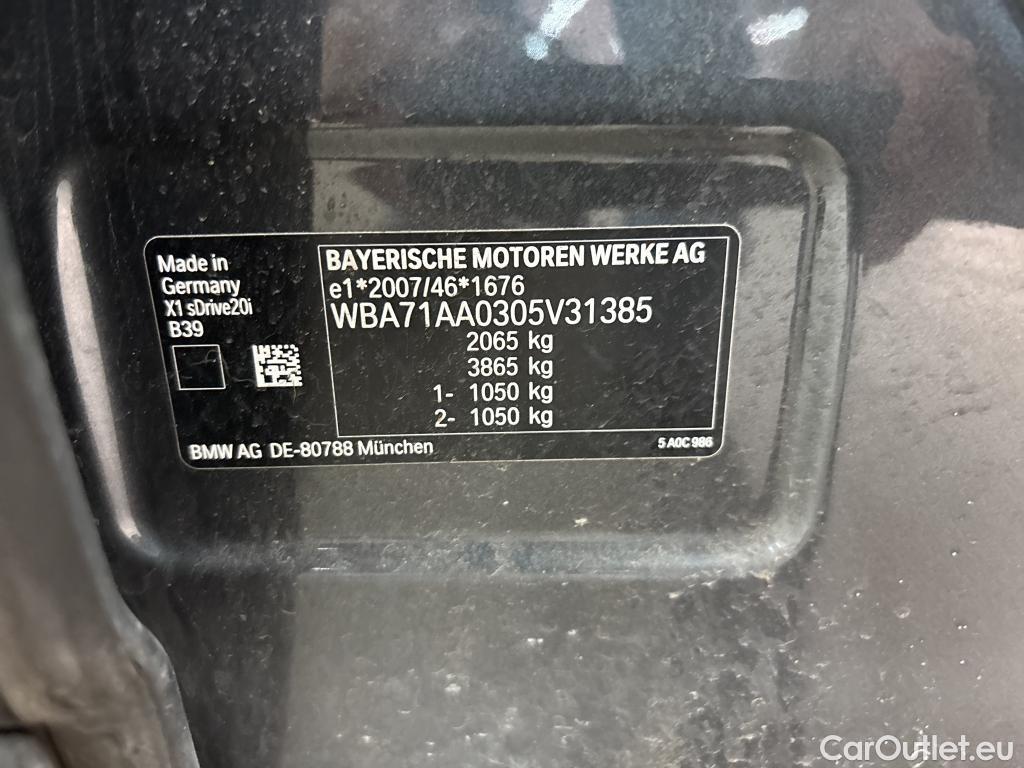 Made in
Germany
X1 sDrive20i
B39
BAYERISCHE MOTOREN WERKE AG
e1*2007/46*1676
WBA71AA0305V31385
2065 kg
3865 kg
1- 1050 kg
2- 1050 kg
BMW AG DE-80788 München
5 A0C 986
CarOutlet.eu